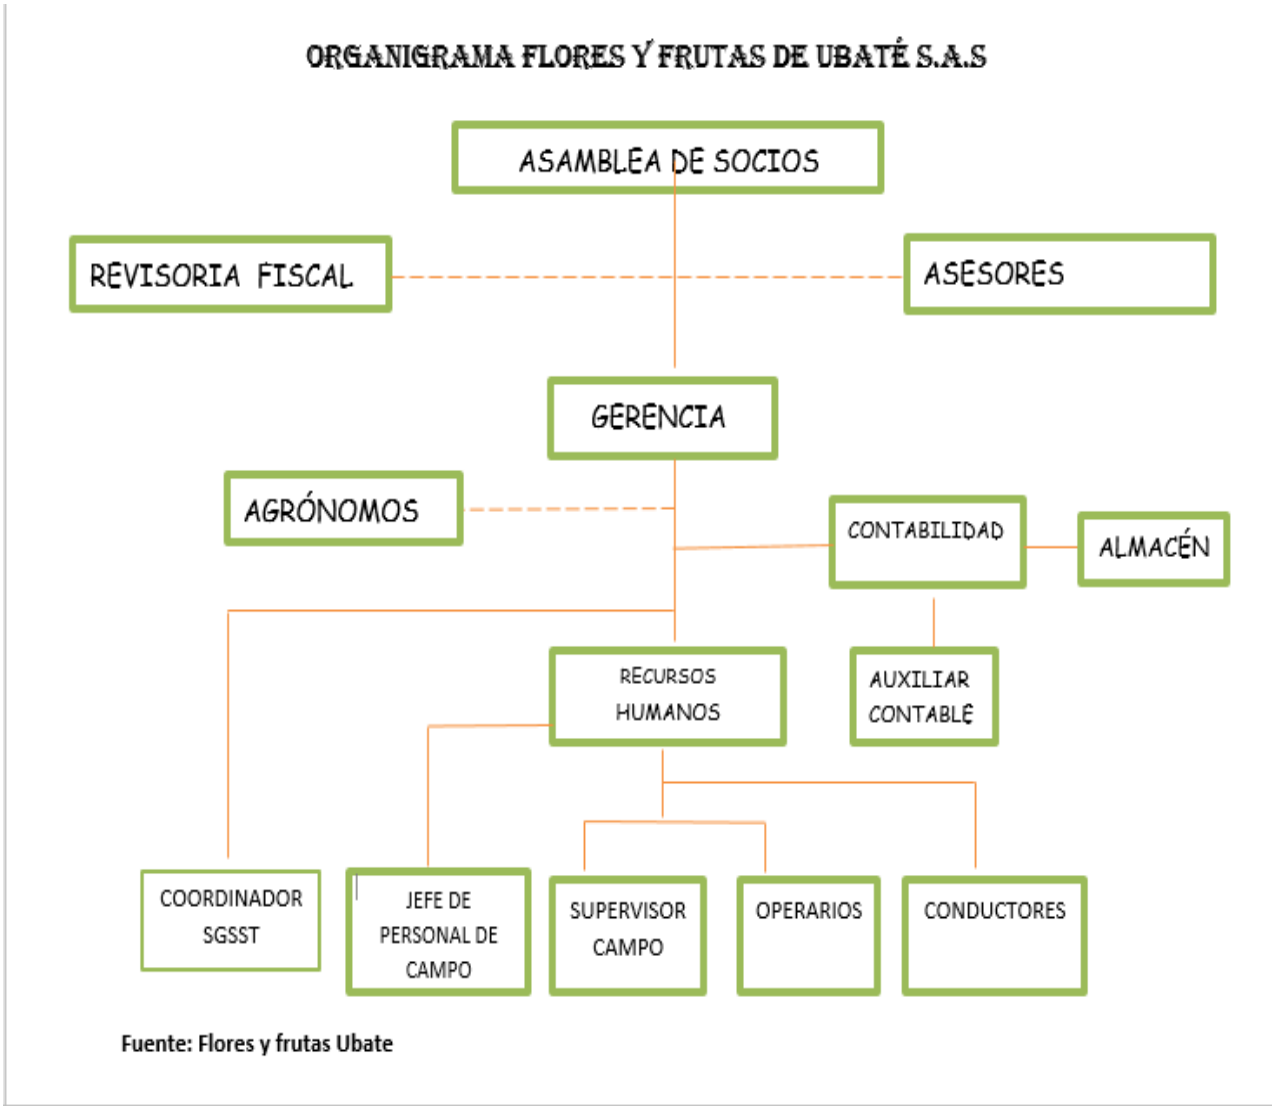 ORGANIGRAMA FLORES Y FRUTAS DE UBATÉ S.A.S
ASAMBLEA DE SOCIOS
REVISORIA FISCAL
ASESORES
GERENCIA
AGRÓNOMOS
CONTABILIDAD
ALMACÉN
RECURSOS
HUMANOS
AUXILIAR
CONTABLE
COORDINADOR
SGSST
JEFE DE
PERSONAL DE
CAMPO
SUPERVISOR
CAMPO
OPERARIOS
CONDUCTORES
Fuente: Flores y frutas Ubate